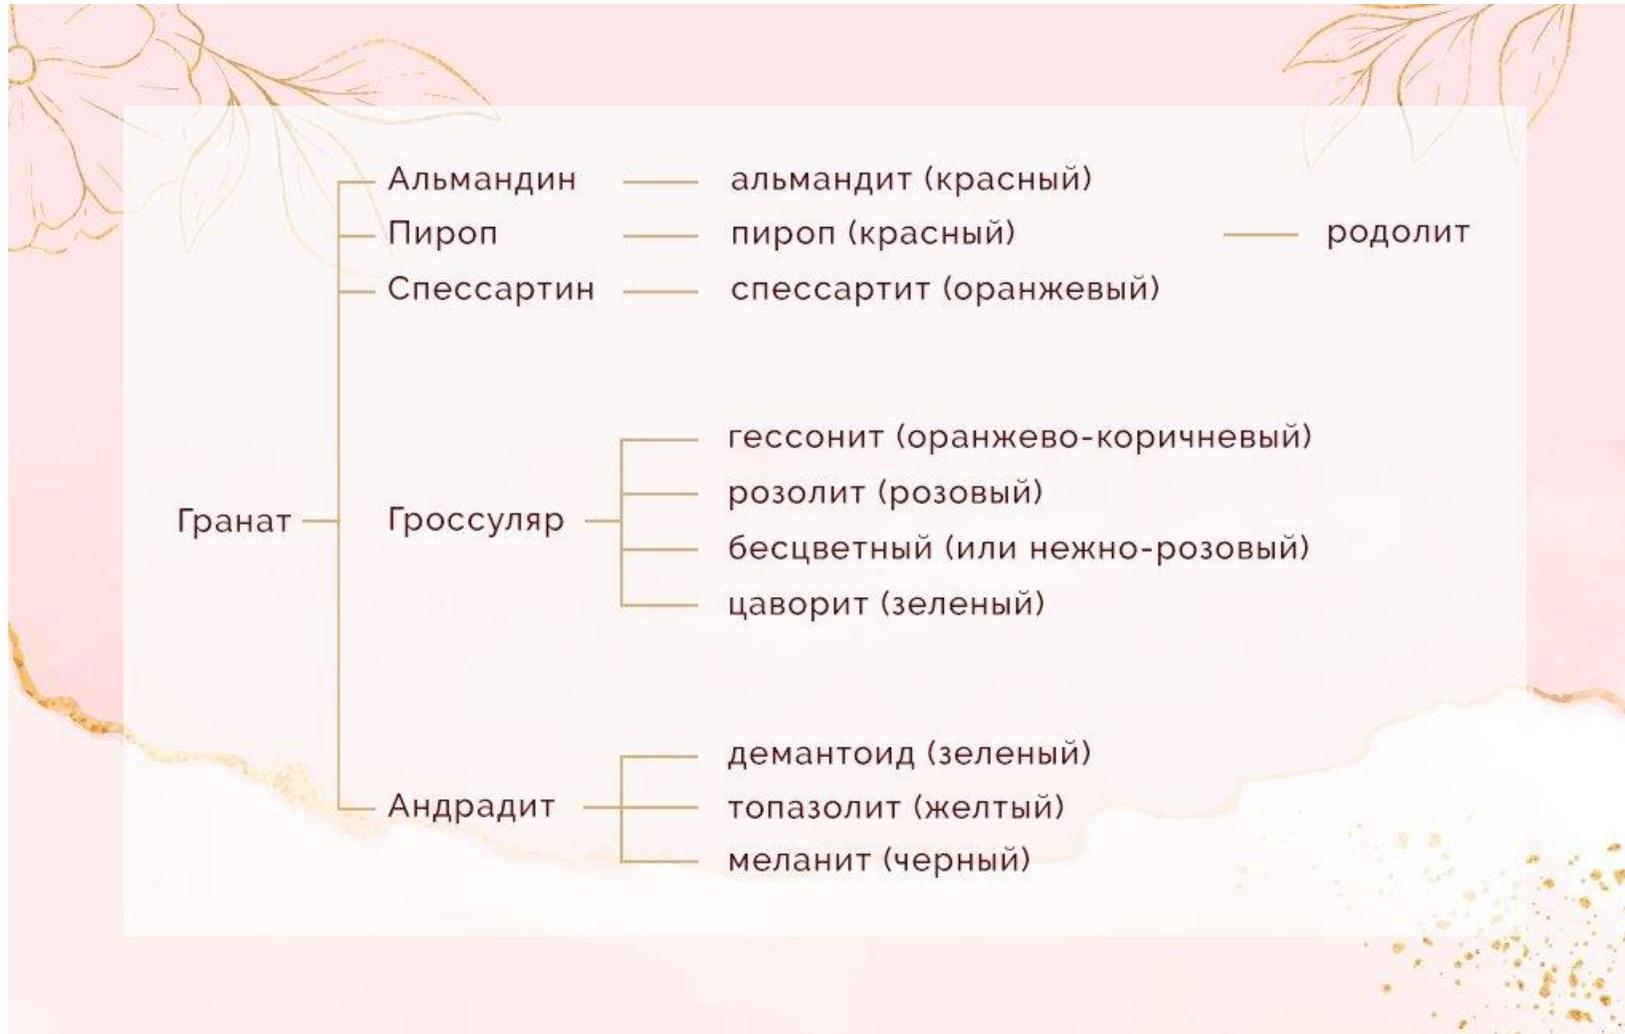 Альмандин — альмандит (красный)
Пироп — пироп (красный) — родолит
Спессартин — спессартит (оранжевый)
гессонит (оранжево-коричневый)
розолит (розовый)
Гранат Гроссуляр
бесцветный (или нежно-розовый)
цаворит (зеленый)
демантоид (зеленый)
Андрадит топазолит (желтый)
меланит (черный)